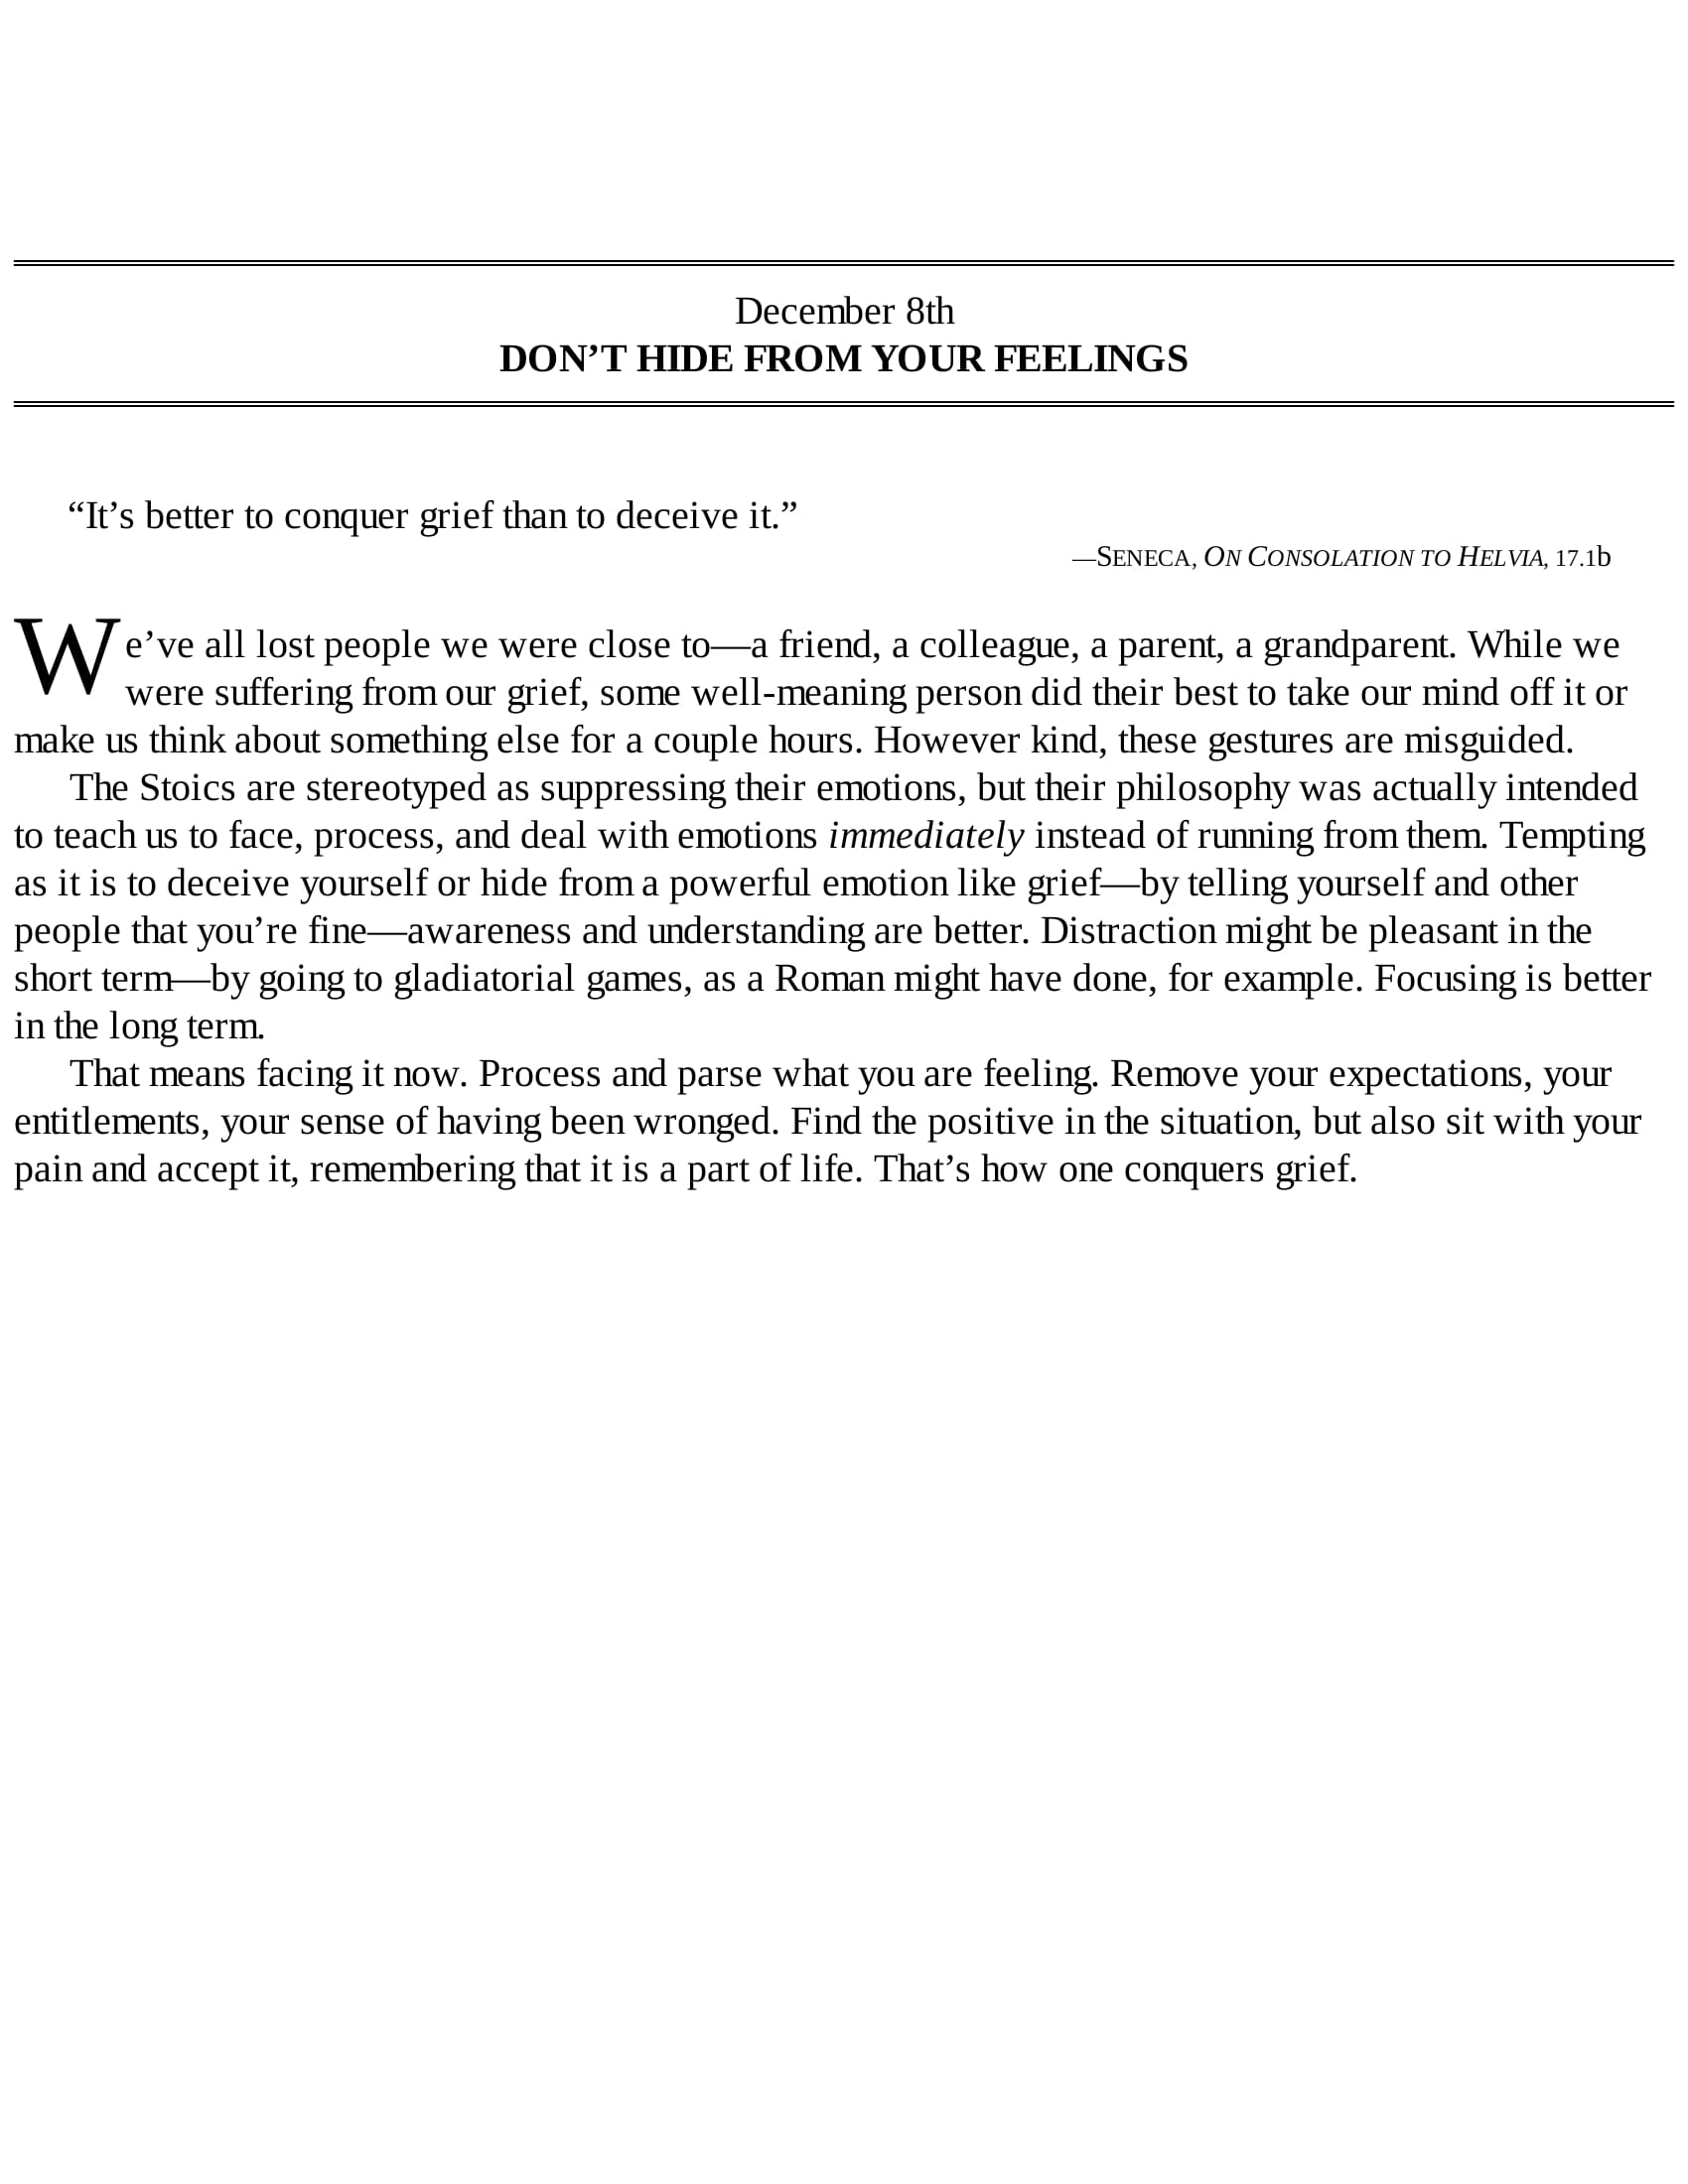 December 8th
DON’T HIDE FROM YOUR FEELINGS
“It’s better to conquer grief than to deceive it.”
—SENECA, ON CONSOLATION TO HELVIA, 17.1b
We’ve all lost people we were close to—a friend, a colleague, a parent, a grandparent. While we
were suffering from our grief, some well-meaning person did their best to take our mind off it or
make us think about something else for a couple hours. However kind, these gestures are misguided.
The Stoics are stereotyped as suppressing their emotions, but their philosophy was actually intended
to teach us to face, process, and deal with emotions immediately instead of running from them. Tempting
as it is to deceive yourself or hide from a powerful emotion like grief—by telling yourself and other
people that you’re fine—awareness and understanding are better. Distraction might be pleasant in the
short term—by going to gladiatorial games, as a Roman might have done, for example. Focusing is better
in the long term.
That means facing it now. Process and parse what you are feeling. Remove your expectations, your
entitlements, your sense of having been wronged. Find the positive in the situation, but also sit with your
pain and accept it, remembering that it is a part of life. That’s how one conquers grief.